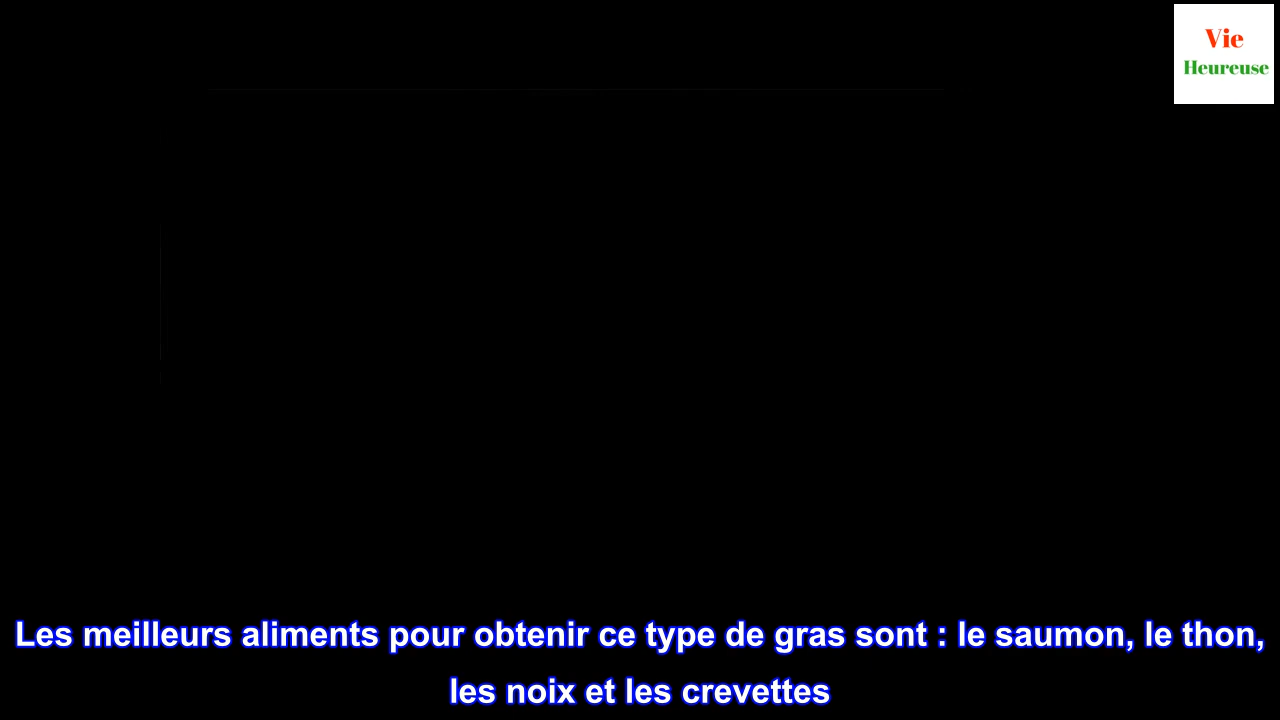 Vie
Heureuse
Les meilleurs aliments pour obtenir ce type de gras sont : le saumon, le thon,
les noix et les crevettes